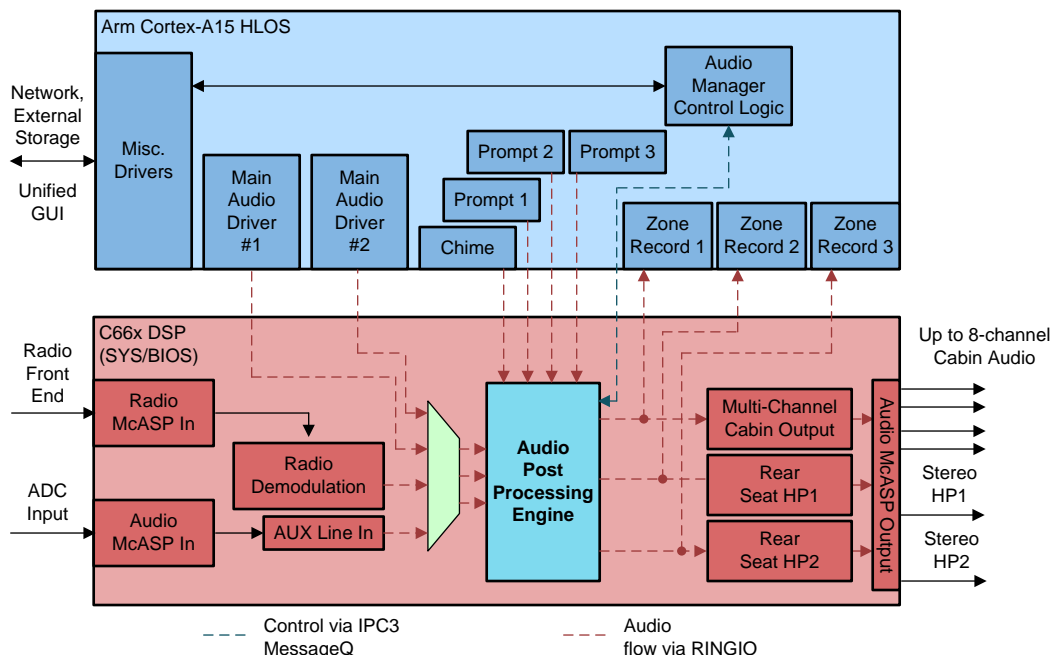 Arm Cortex-A15 HLOS
Network,
External
Storage
Unified
GUI
Misc.
Drivers
Audio
Manager
Control Logic
Main
Audio
Driver
#1
Main
Audio
Driver
#2
Prompt 2
Prompt 3
Prompt 1
Chime
Zone
Record 1
Zone
Record 2
Zone
Record 3
C66x DSP
(SYS/BIOS)
Radio
Front
End
Radio
McASP In
Radio
Demodulation
ADC
Input
Audio
McASP In
AUX Line In
Audio
Post
Processing
Engine
Multi-Channel
Cabin Output
Rear
Seat HP1
Rear
Seat HP2
Audio McASP Output
Up to 8-channel
Cabin Audio
Stereo
HP1
Stereo
HP2
Control via IPC3
MessageQ
Audio
flow via RINGIO